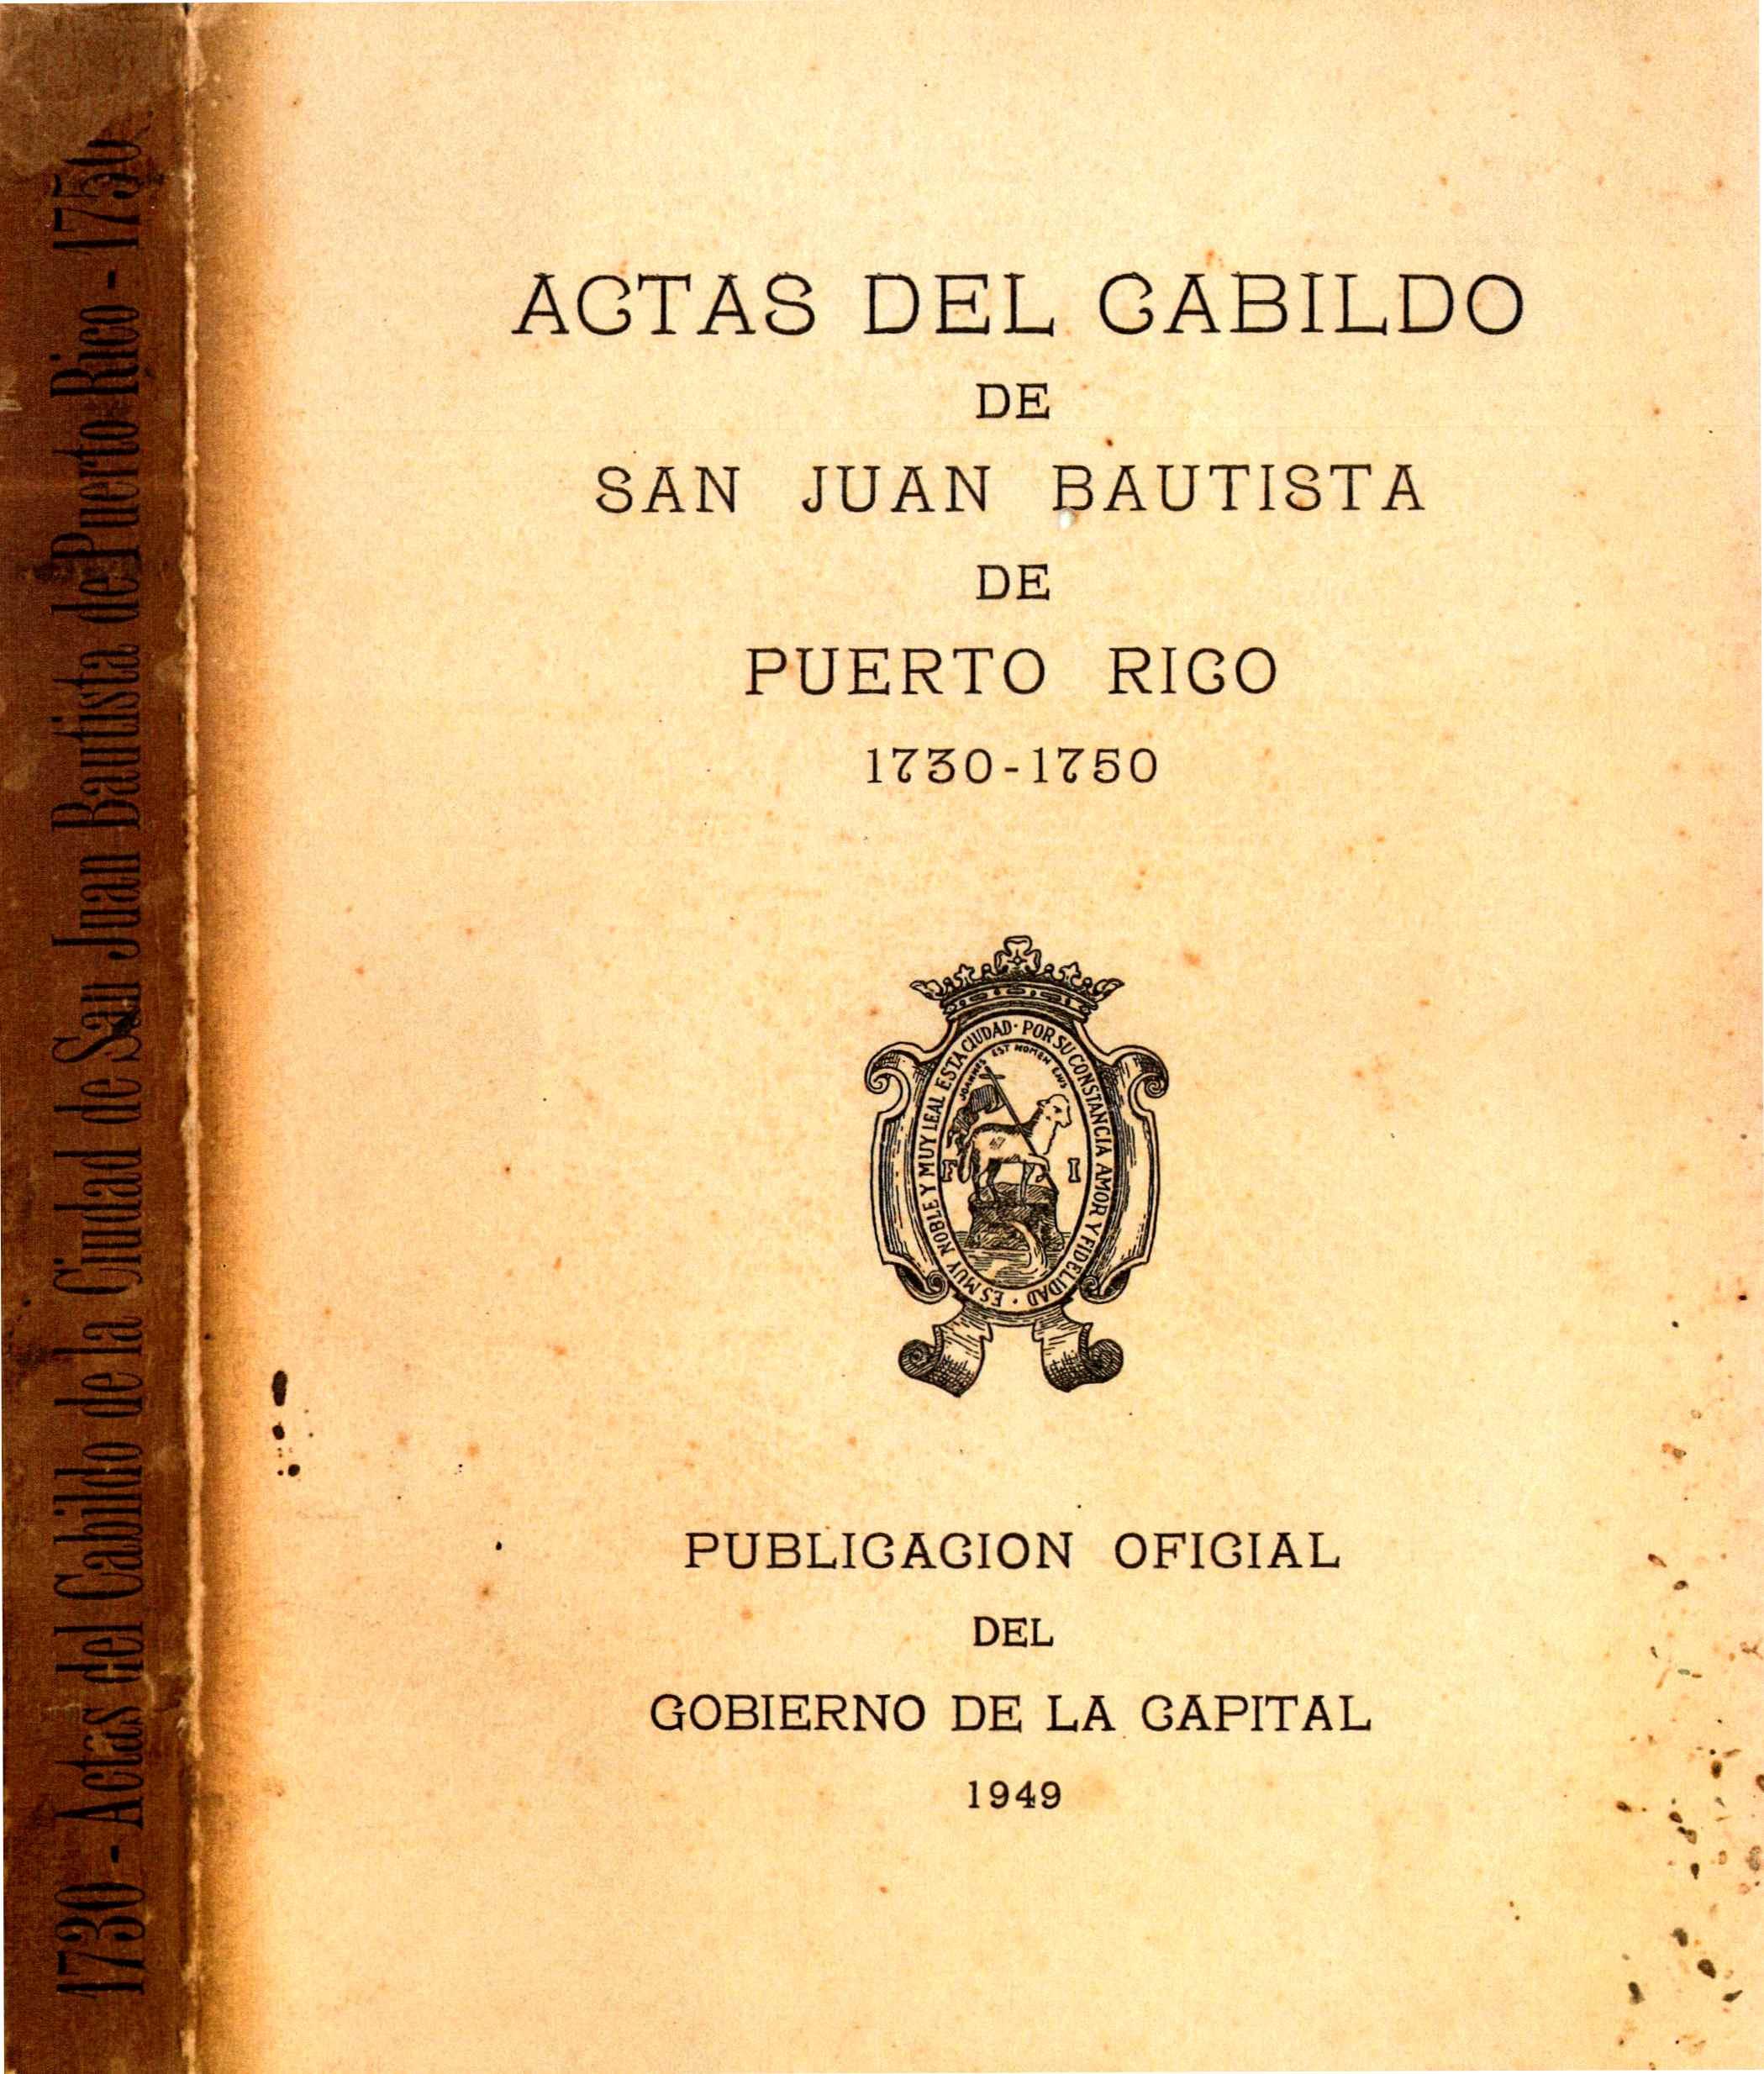 1730 - Actas del Cabildo de la Ciudad de San Juan Bautista de Puerto Rico - 1750
ACTAS DEL CABILDO
DE
SAN JUAN BAUTISTA
DE
PUERTO RICO
1730-1750
ES MUY NOBLE Y MUY LEAL ESTA CIUDAD · POR SU CONSTANCIA AMOR Y FIDELIDAD ·
JOANNES EST NOMEN EIUS
F I
PUBLICACION OFICIAL
DEL
GOBIERNO DE LA CAPITAL
1949